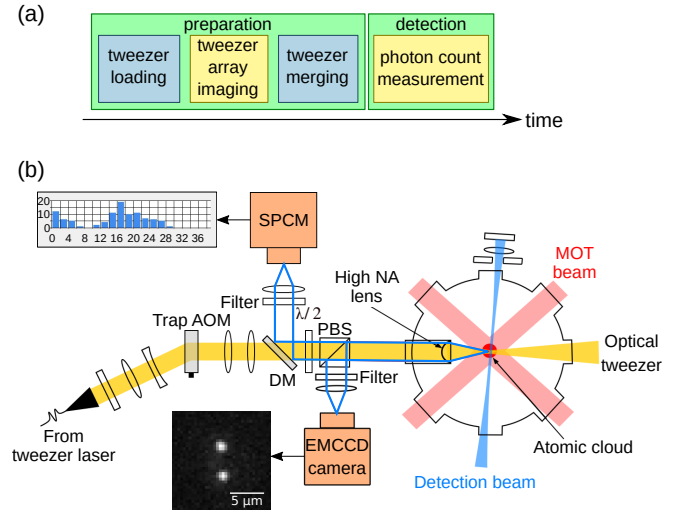 (a)
preparation
detection
tweezer
loading
tweezer
array
imaging
tweezer
merging
photon count
measurement
time
(b)
20
10
0
0 4 8 12 16 20 24 28 32 36
SPCM
MOT
beam
High NA
lens
Filter
λ/ 2
Trap AOM
PBS
DM
Filter
Optical
tweezer
From
tweezer laser
EMCCD
camera
5 μm
Atomic cloud
Detection beam